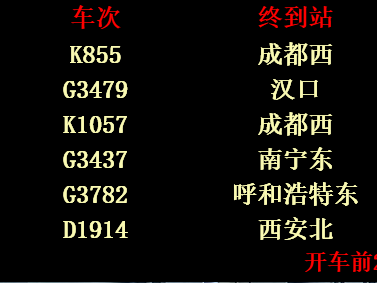 车次 终到站
K855 成都西
G3479 汉口
K1057 成都西
G3437 南宁东
G3782 呼和浩特东
D1914 西安北
开车前